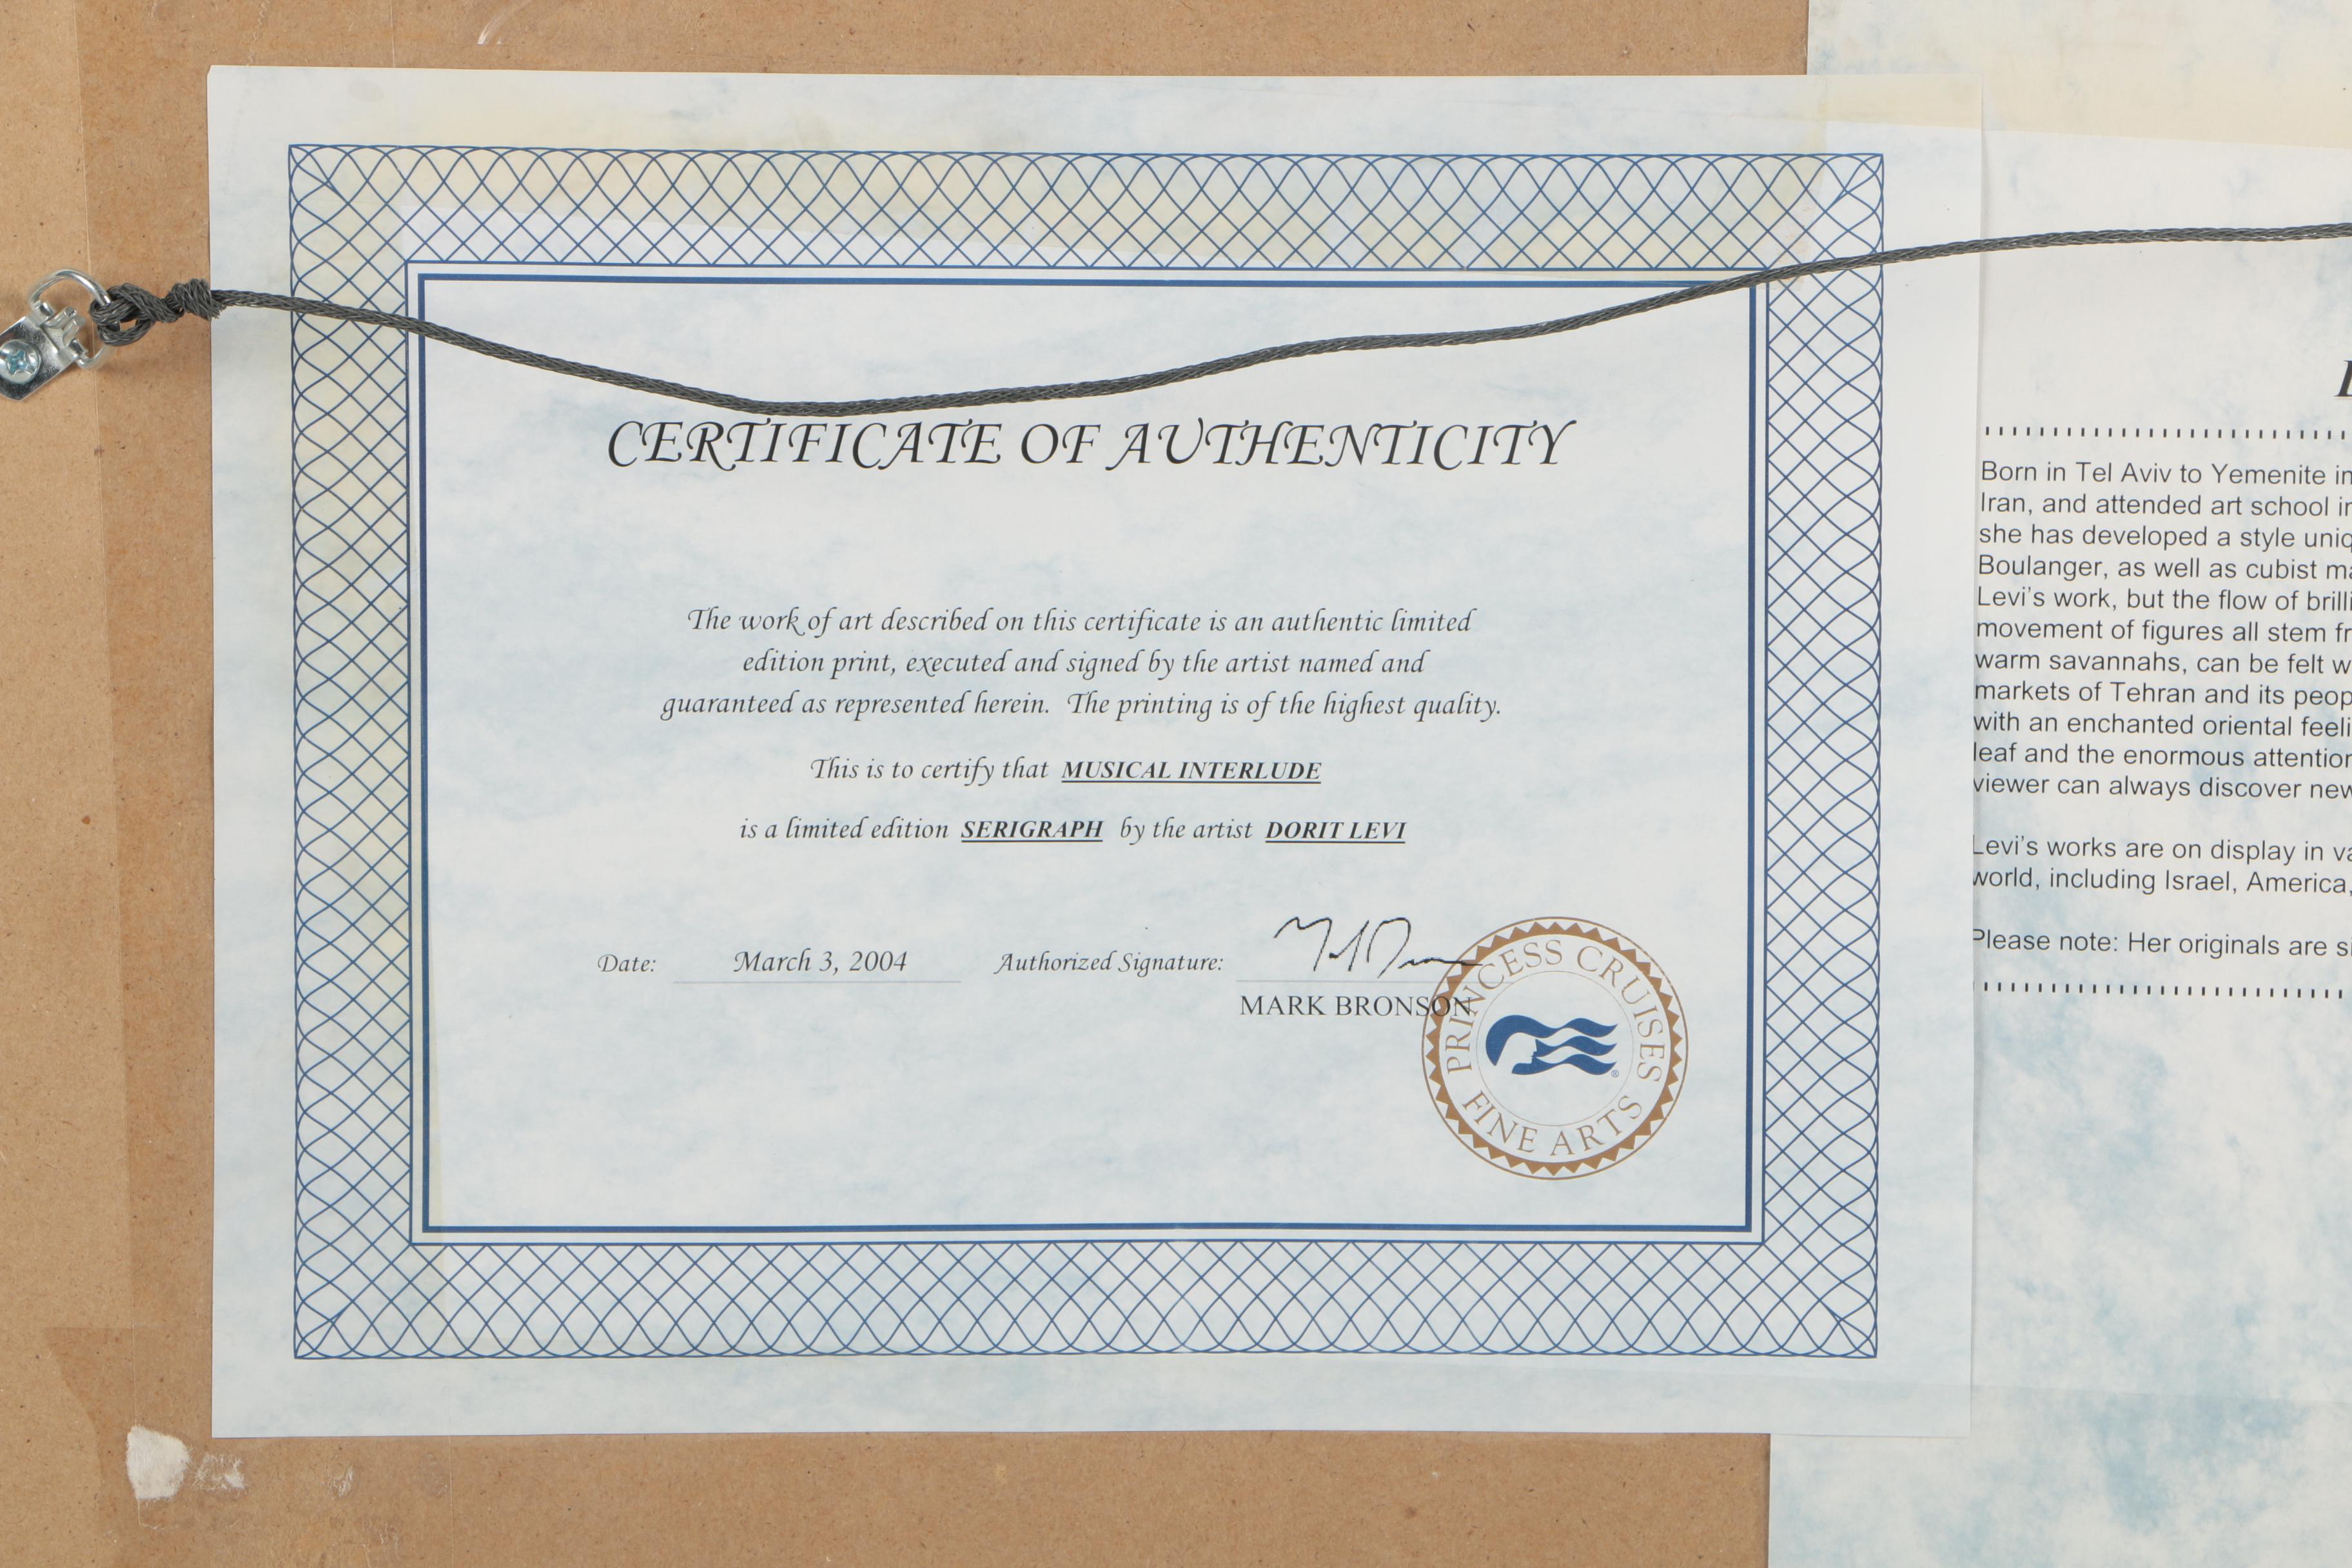 CERTIFICATE OF AUTHENTICITY
The work of art described on this certificate is an authentic limited
edition print, executed and signed by the artist named and
guaranteed as represented herein.  The printing is of the highest quality.
This is to certify that MUSICAL INTERLUDE
is a limited edition SERIGRAPH by the artist DORIT LEVI
Date: March 3, 2004 Authorized Signature:
MARK BRONSON
PRINCESS CRUISES
FINE ARTS
®
Born in Tel Aviv to Yemenite
Iran, and attended art school
she has developed a style
Boulanger, as well as cubist
Levi's work, but the flow of
movement of figures all stem
warm savannahs, can be felt
markets of Tehran and its
with an enchanted oriental
leaf and the enormous attention
viewer can always discover new
Levi's works are on display in
world, including Israel, America,
Please note: Her originals are